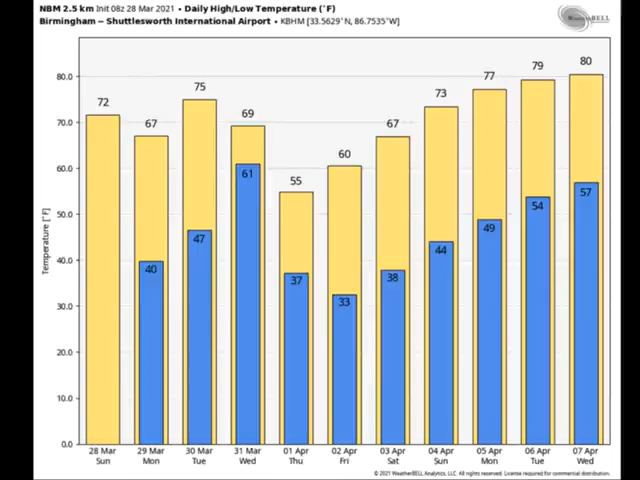 NBM 2.5 km Init 08z 28 Mar 2021 • Daily High/Low Temperature (°F)
Birmingham − Shuttlesworth International Airport • KBHM [33.5629°N, 86.7535°W]
WeatherBELL
Temperature [°F]
80.0
70.0
60.0
50.0
40.0
30.0
20.0
10.0
0.0
72
67
75
69
55
60
67
73
77
79
80
40
47
61
37
33
38
44
49
54
57
28 Mar
Sun
29 Mar
Mon
30 Mar
Tue
31 Mar
Wed
01 Apr
Thu
02 Apr
Fri
03 Apr
Sat
04 Apr
Sun
05 Apr
Mon
06 Apr
Tue
07 Apr
Wed
© 2021 WeatherBELL Analytics, LLC. All rights reserved. License required for commercial distribution.